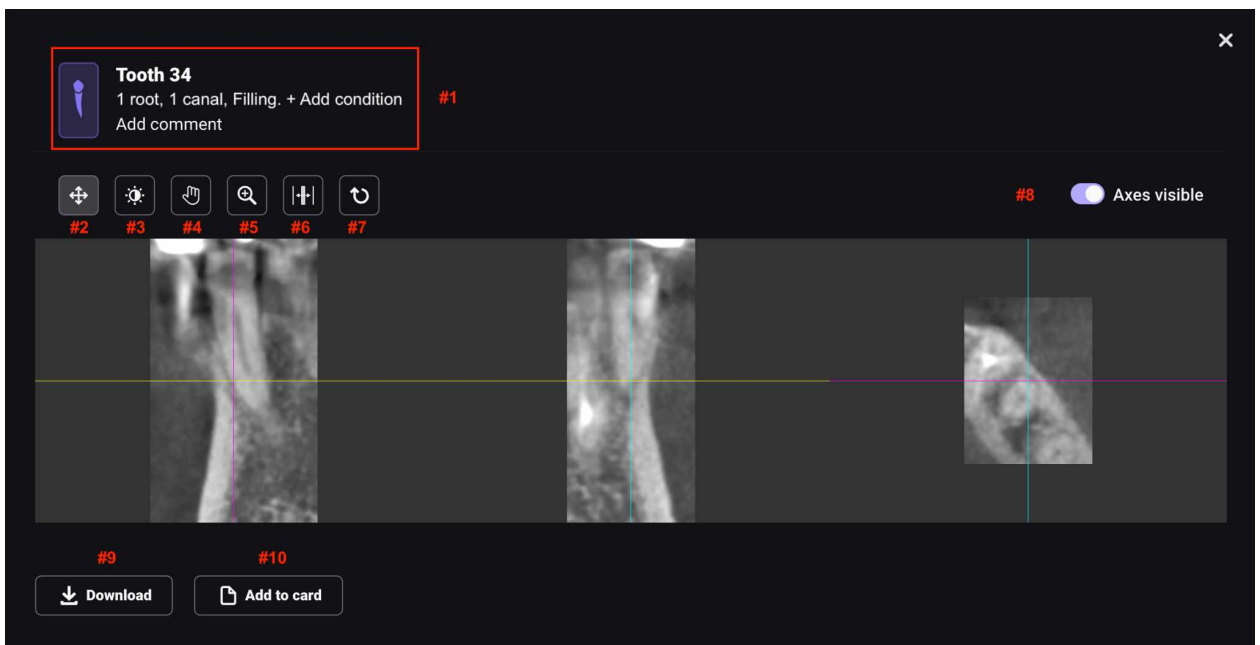 Tooth 34
1 root, 1 canal, Filling. + Add condition
Add comment
#1
#2 #3 #4 #5 #6 #7
#8 Axes visible
#9 #10
Download Add to card